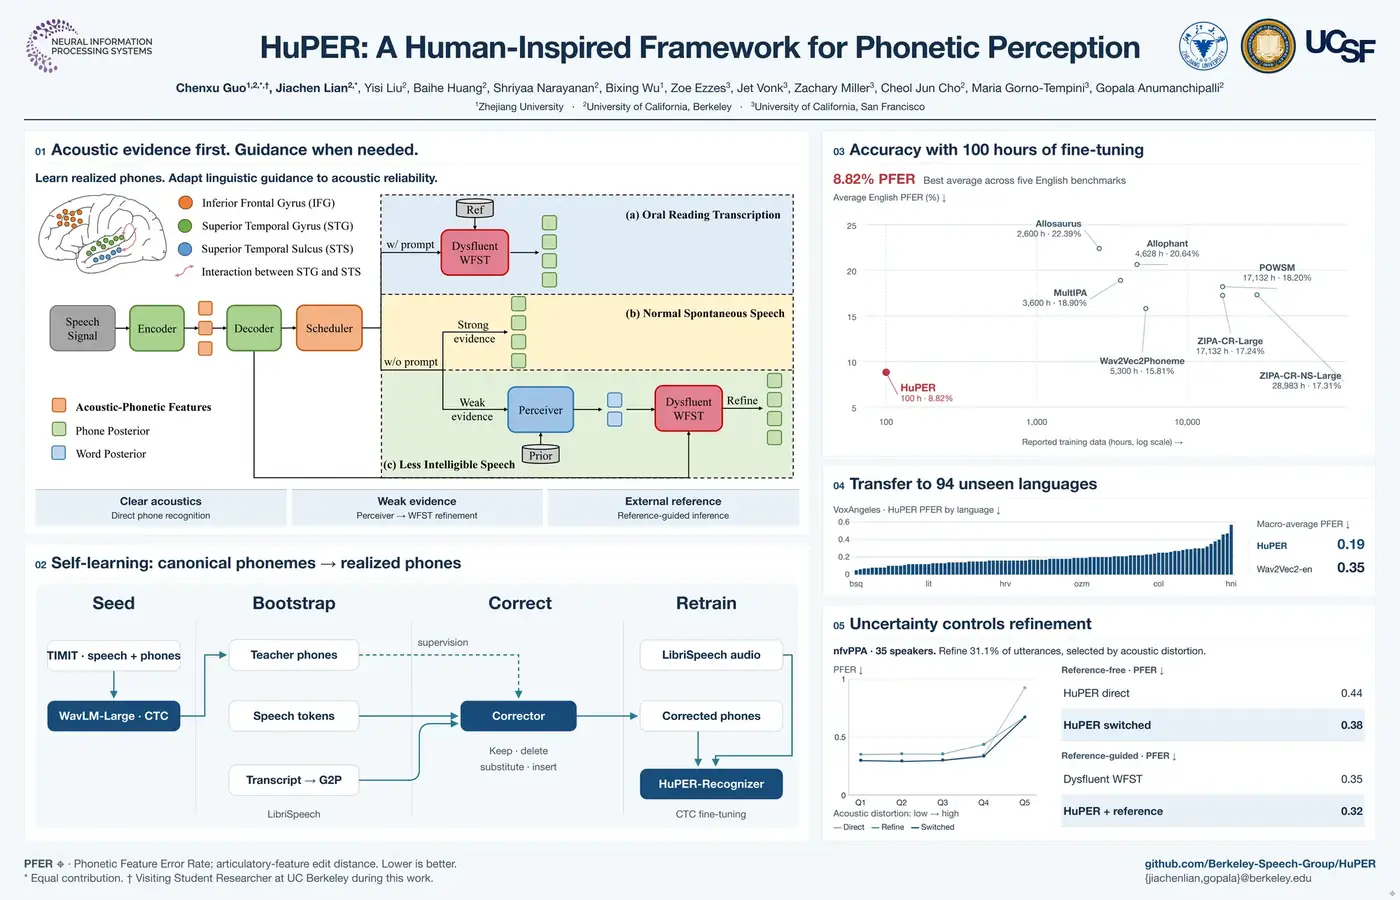 NEURAL INFORMATION
PROCESSING SYSTEMS
HuPER: A Human-Inspired Framework for Phonetic Perception
UCSF
Chenxu Guo1,2,*,†, Jiachen Lian2,*, Yisi Liu2, Baihe Huang2, Shriyaa Narayanan2, Bixing Wu1, Zoe Ezzes3, Jet Vonk3, Zachary Miller3, Cheol Jun Cho2, Maria Gorno-Tempini3, Gopala Anumanchipalli2
1Zhejiang University · 2University of California, Berkeley · 3University of California, San Francisco
01 Acoustic evidence first. Guidance when needed.
Learn realized phones. Adapt linguistic guidance to acoustic reliability.
Inferior Frontal Gyrus (IFG)
Superior Temporal Gyrus (STG)
Superior Temporal Sulcus (STS)
Interaction between STG and STS
Speech
Signal
Encoder
Decoder
Scheduler
w/ prompt
Ref
Dysfluent
WFST
(a) Oral Reading Transcription
w/o prompt
Strong
evidence
(b) Normal Spontaneous Speech
Weak
evidence
Perceiver
Prior
Dysfluent
WFST
Refine
(c) Less Intelligible Speech
Acoustic-Phonetic Features
Phone Posterior
Word Posterior
Clear acoustics
Direct phone recognition
Weak evidence
Perceiver → WFST refinement
External reference
Reference-guided inference
02 Self-learning: canonical phonemes → realized phones
Seed
Bootstrap
Correct
Retrain
TIMIT · speech + phones
WavLM-Large · CTC
Teacher phones
Speech tokens
Transcript → G2P
LibriSpeech
supervision
Corrector
Keep · delete
substitute · insert
LibriSpeech audio
Corrected phones
HuPER-Recognizer
CTC fine-tuning
03 Accuracy with 100 hours of fine-tuning
8.82% PFER Best average across five English benchmarks
Average English PFER (%) ↓
25
20
15
10
5
Allosaurus
2,600 h · 22.39%
Allophant
4,628 h · 20.64%
POWSM
17,132 h · 18.20%
MultIPA
3,600 h · 18.90%
ZIPA-CR-Large
17,132 h · 17.24%
Wav2Vec2Phoneme
5,300 h · 15.81%
ZIPA-CR-NS-Large
28,983 h · 17.31%
HuPER
100 h · 8.82%
100
1,000
10,000
Reported training data (hours, log scale) →
04 Transfer to 94 unseen languages
VoxAngeles · HuPER PFER by language ↓
0.6
0.4
0.2
0
bsq
lit
hrv
ozm
col
hni
Macro-average PFER ↓
HuPER 0.19
Wav2Vec2-en 0.35
05 Uncertainty controls refinement
nfvPPA · 35 speakers. Refine 31.1% of utterances, selected by acoustic distortion.
PFER ↓
1
0.5
0
Q1
Q2
Q3
Q4
Q5
Acoustic distortion: low → high
Direct
Refine
Switched
Reference-free · PFER ↓
HuPER direct 0.44
HuPER switched 0.38
Reference-guided · PFER ↓
Dysfluent WFST 0.35
HuPER + reference 0.32
PFER ⌖ · Phonetic Feature Error Rate; articulatory-feature edit distance. Lower is better.
* Equal contribution. † Visiting Student Researcher at UC Berkeley during this work.
github.com/Berkeley-Speech-Group/HuPER
{jiachenlian,gopala}@berkeley.edu